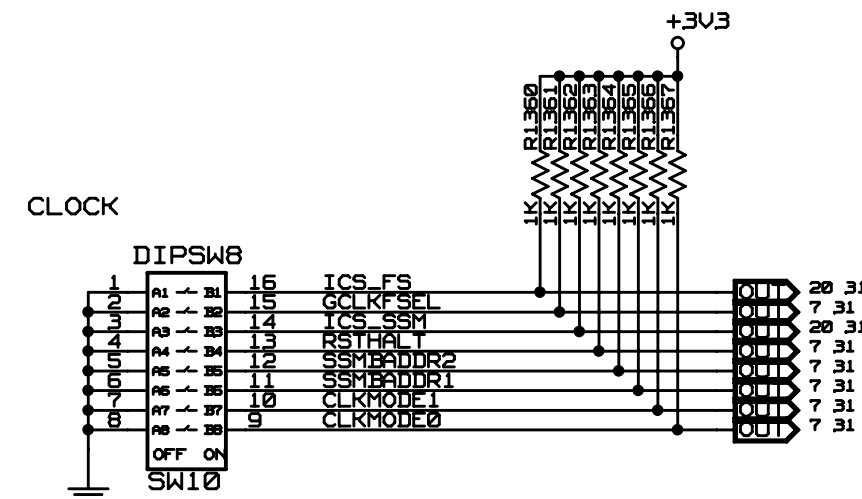 +3V3
R1360
R1361
R1362
R1363
R1364
R1365
R1366
R1367
1K
1K
1K
1K
1K
1K
1K
1K
CLOCK
DIPSW8
1 A1 B1 16 ICS_FS OUT 20 31
2 A2 B2 15 GCLKFSEL OUT 7 31
3 A3 B3 14 ICS_SSM OUT 20 31
4 A4 B4 13 RSTHALT OUT 7 31
5 A5 B5 12 SSMBADDR2 OUT 7 31
6 A6 B6 11 SSMBADDR1 OUT 7 31
7 A7 B7 10 CLKMODE1 OUT 7 31
8 A8 B8 9 CLKMODE0 OUT 7 31
OFF ON
SW10